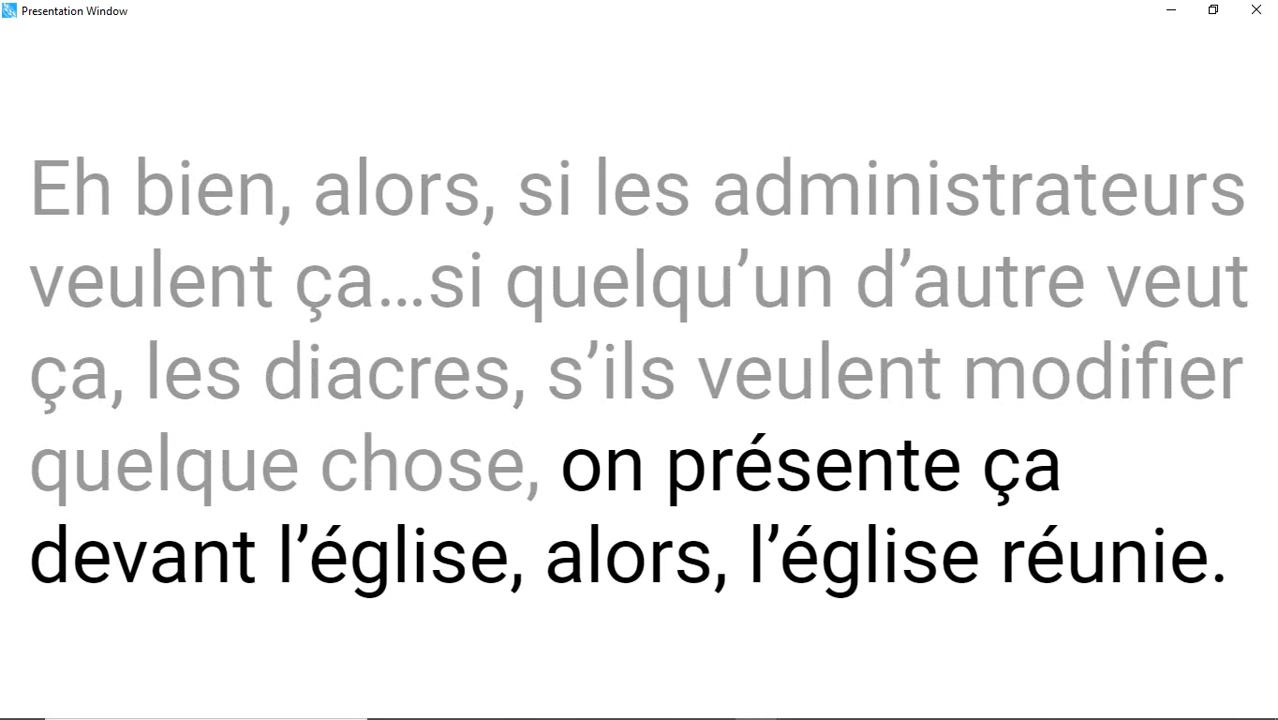 Presentation Window
Eh bien, alors, si les administrateurs
veulent ça…si quelqu’un d’autre veut
ça, les diacres, s’ils veulent modifier
quelque chose, on présente ça
devant l’église, alors, l’église réunie.